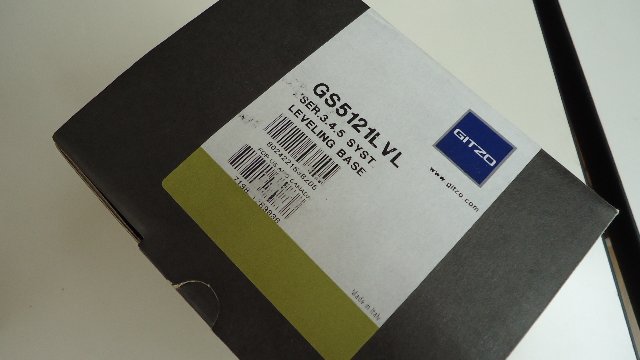 GS5121LVL
'SER.3.4.5 SYST
LEVELING BASE
GITZO
www.gitzo.com
Made in Italy